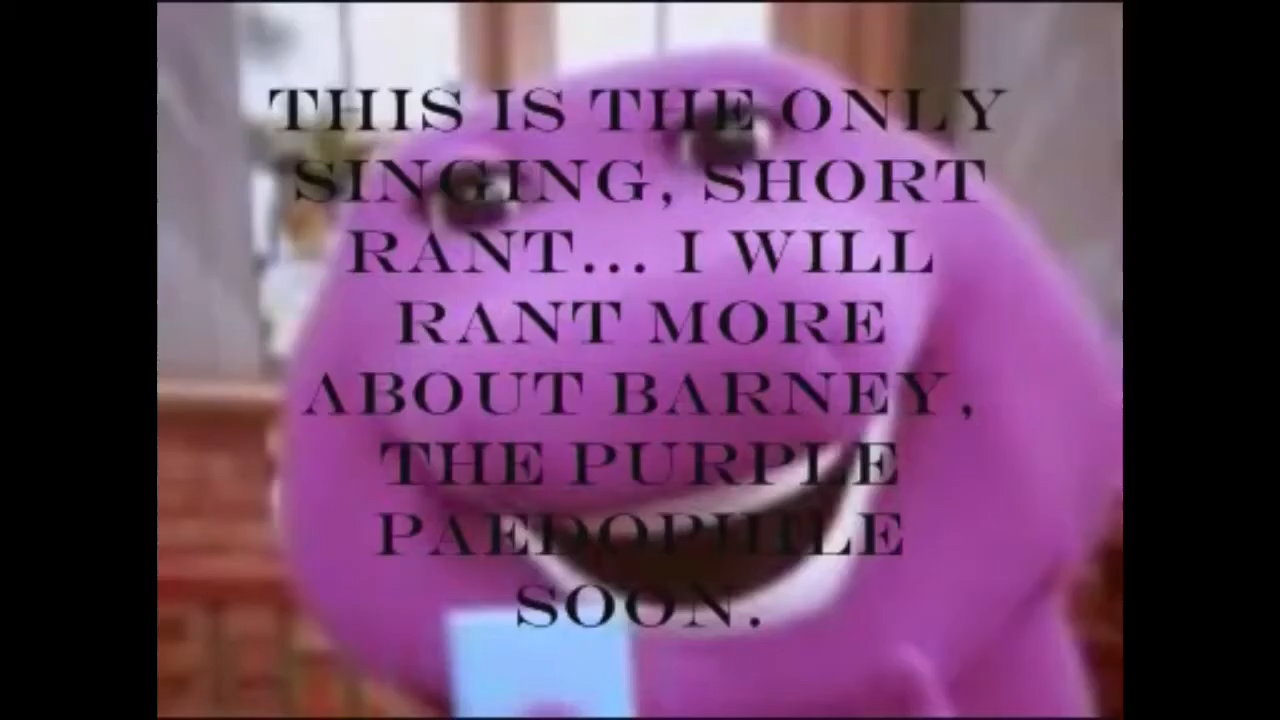 THIS IS THE ONLY
SINGING, SHORT
RANT... I WILL
RANT MORE
ABOUT BARNEY,
THE PURPLE
PAEDOPHILE
SOON.